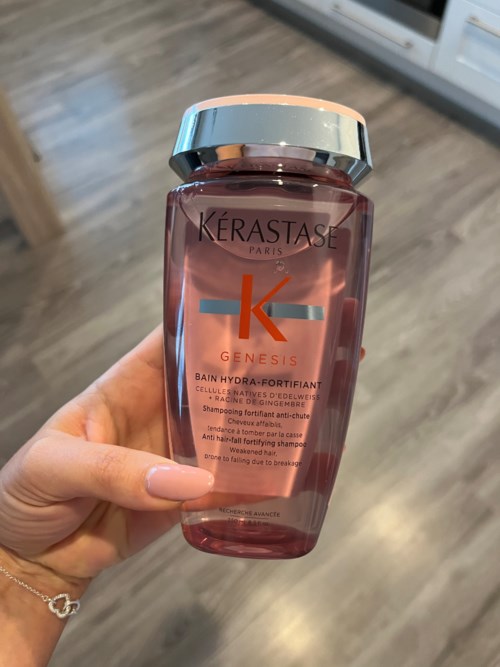 KÉRASTASE
PARIS
K
GENESIS
BAIN HYDRA-FORTIFIANT
CELLULES NATIVES D'EDELWEISS
+ RACINE DE GINGEMBRE
Shampooing fortifiant anti-chute
Cheveux affaiblis,
tendance à tomber par la casse
Anti hair-fall fortifying shampoo
Weakened hair,
prone to falling due to breakage
RECHERCHE AVANCÉE